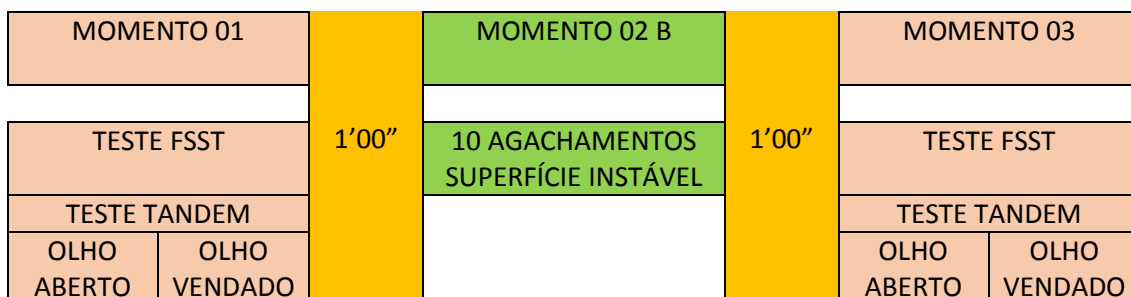 MOMENTO 01
MOMENTO 02 B
MOMENTO 03
TESTE FSST
1’00”
10 AGACHAMENTOS
SUPERFÍCIE INSTÁVEL
1’00”
TESTE FSST
TESTE TANDEM
TESTE TANDEM
OLHO
ABERTO
OLHO
VENDADO
OLHO
ABERTO
OLHO
VENDADO